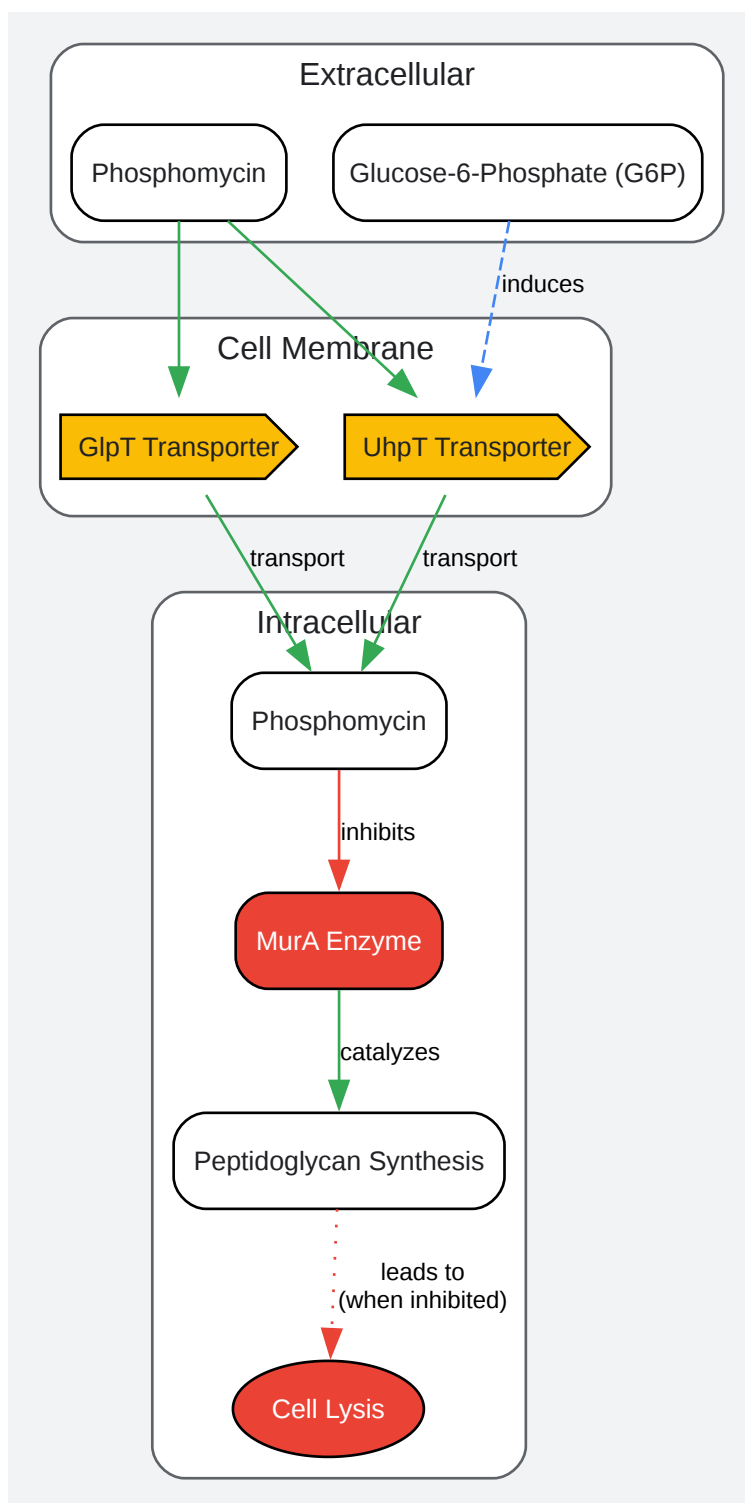 Extracellular
Phosphomycin
Glucose-6-Phosphate (G6P)
induces
Cell Membrane
GlpT Transporter
UhpT Transporter
transport
transport
Intracellular
Phosphomycin
inhibits
MurA Enzyme
catalyzes
Peptidoglycan Synthesis
leads to
(when inhibited)
Cell Lysis